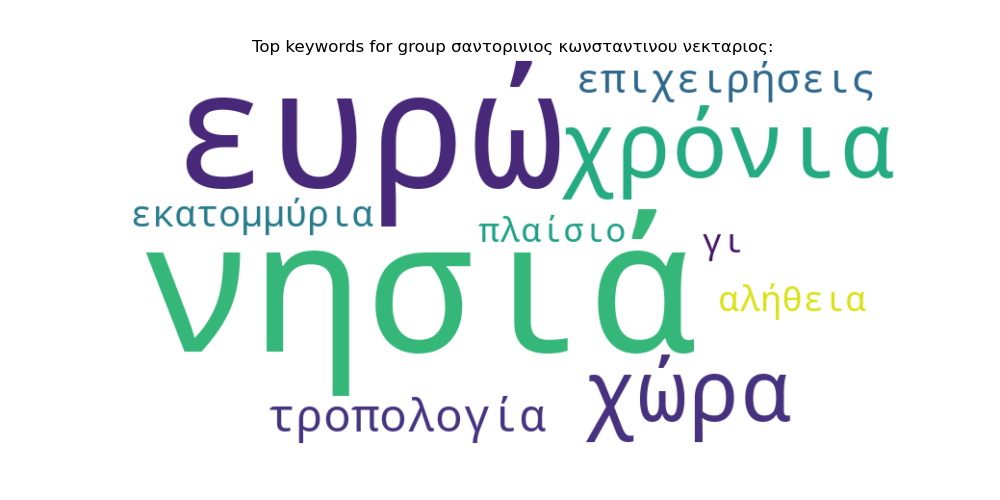 Top keywords for group σαντορινιος κωνσταντινου νεκταριος:
επιχειρήσεις
ευρώ
χρόνια
εκατομμύρια
πλαίσιο
γι
νησιά
αλήθεια
χώρα
τροπολογία